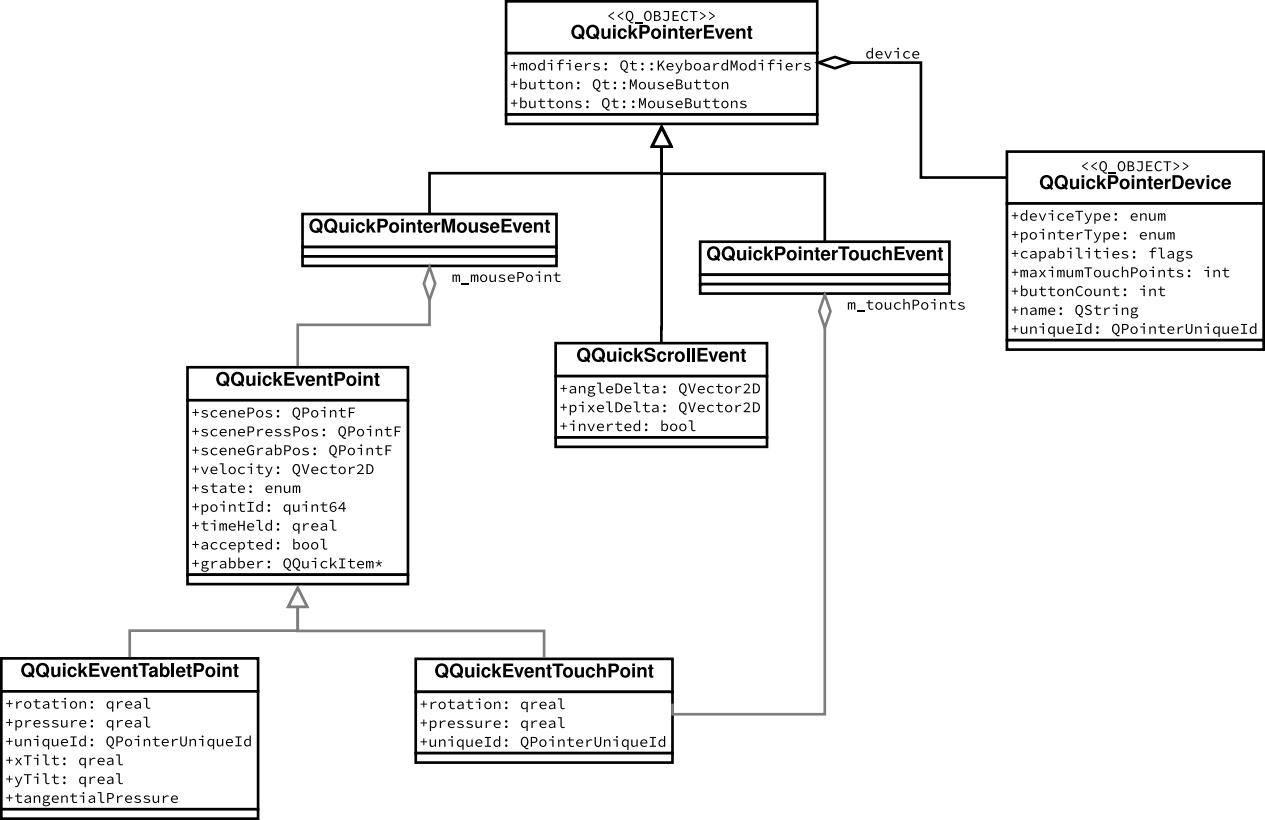 <<Q_OBJECT>>
QQuickPointerEvent
+modifiers: Qt::KeyboardModifiers
+button: Qt::MouseButton
+buttons: Qt::MouseButtons
device
<<Q_OBJECT>>
QQuickPointerDevice
+deviceType: enum
+pointerType: enum
+capabilities: flags
+maximumTouchPoints: int
+buttonCount: int
+name: QString
+uniqueId: QPointerUniqueId
QQuickPointerMouseEvent
m_mousePoint
QQuickPointerTouchEvent
m_touchPoints
QQuickScrollEvent
+angleDelta: QVector2D
+pixelDelta: QVector2D
+inverted: bool
QQuickEventPoint
+scenePos: QPointF
+scenePressPos: QPointF
+sceneGrabPos: QPointF
+velocity: QVector2D
+state: enum
+pointId: quint64
+timeHeld: qreal
+accepted: bool
+grabber: QQuickItem*
QQuickEventTabletPoint
+rotation: qreal
+pressure: qreal
+uniqueId: QPointerUniqueId
+xTilt: qreal
+yTilt: qreal
+tangentialPressure
QQuickEventTouchPoint
+rotation: qreal
+pressure: qreal
+uniqueId: QPointerUniqueId